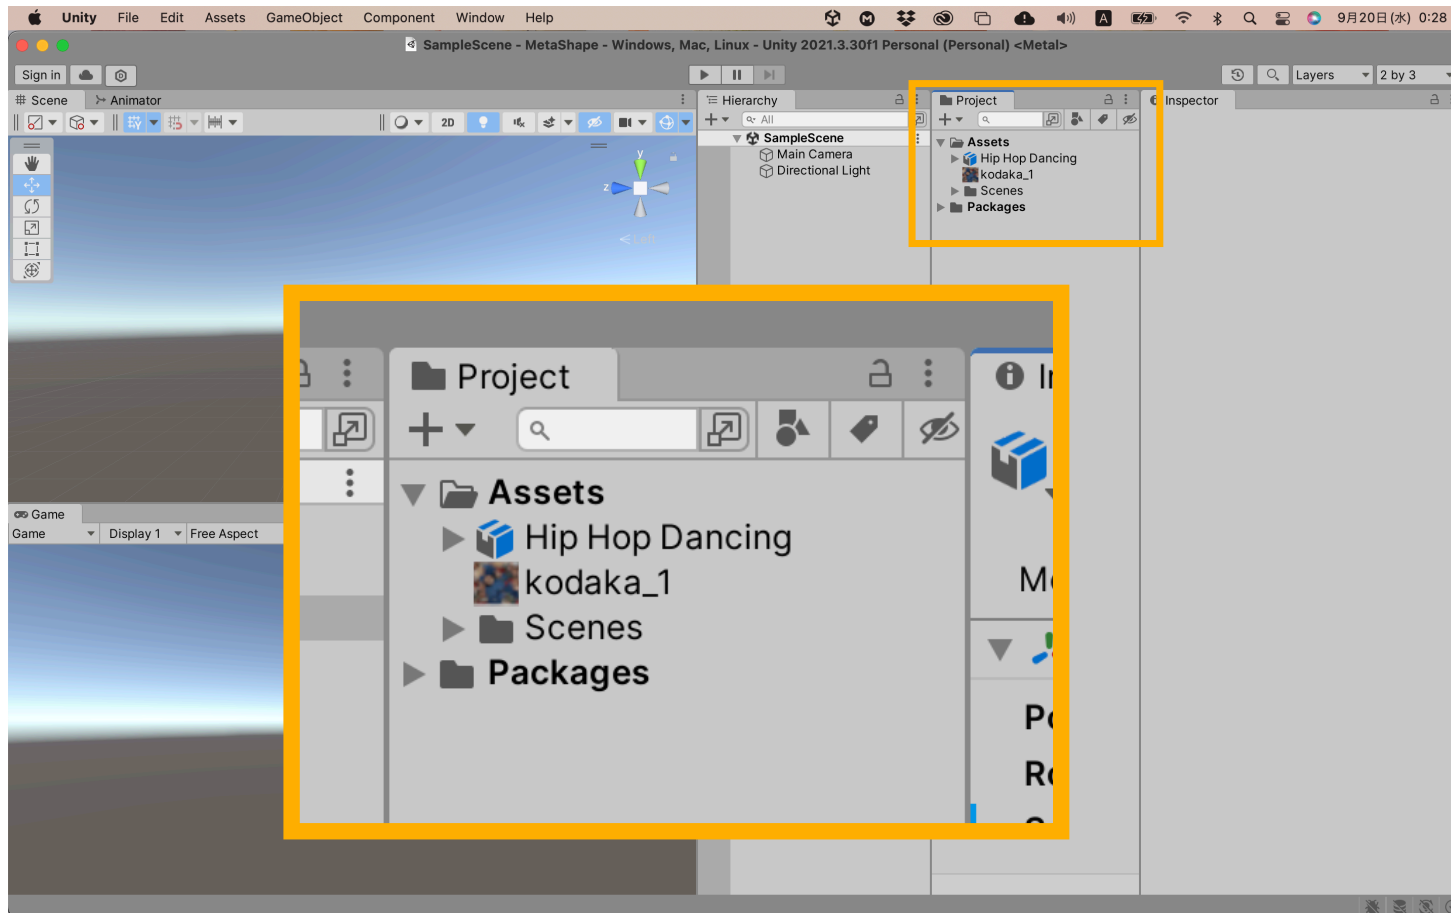 Unity File Edit Assets GameObject Component Window Help 9月20日(水) 0:28
SampleScene - MetaShape - Windows, Mac, Linux - Unity 2021.3.30f1 Personal (Personal) <Metal>
Sign in Layers 2 by 3
Scene Animator
2D
y
z
Left
Game
Game Display 1 Free Aspect
Hierarchy
All
SampleScene
Main Camera
Directional Light
Project
Assets
Hip Hop Dancing
kodaka_1
Scenes
Packages
Inspector
Project
Assets
Hip Hop Dancing
kodaka_1
Scenes
Packages